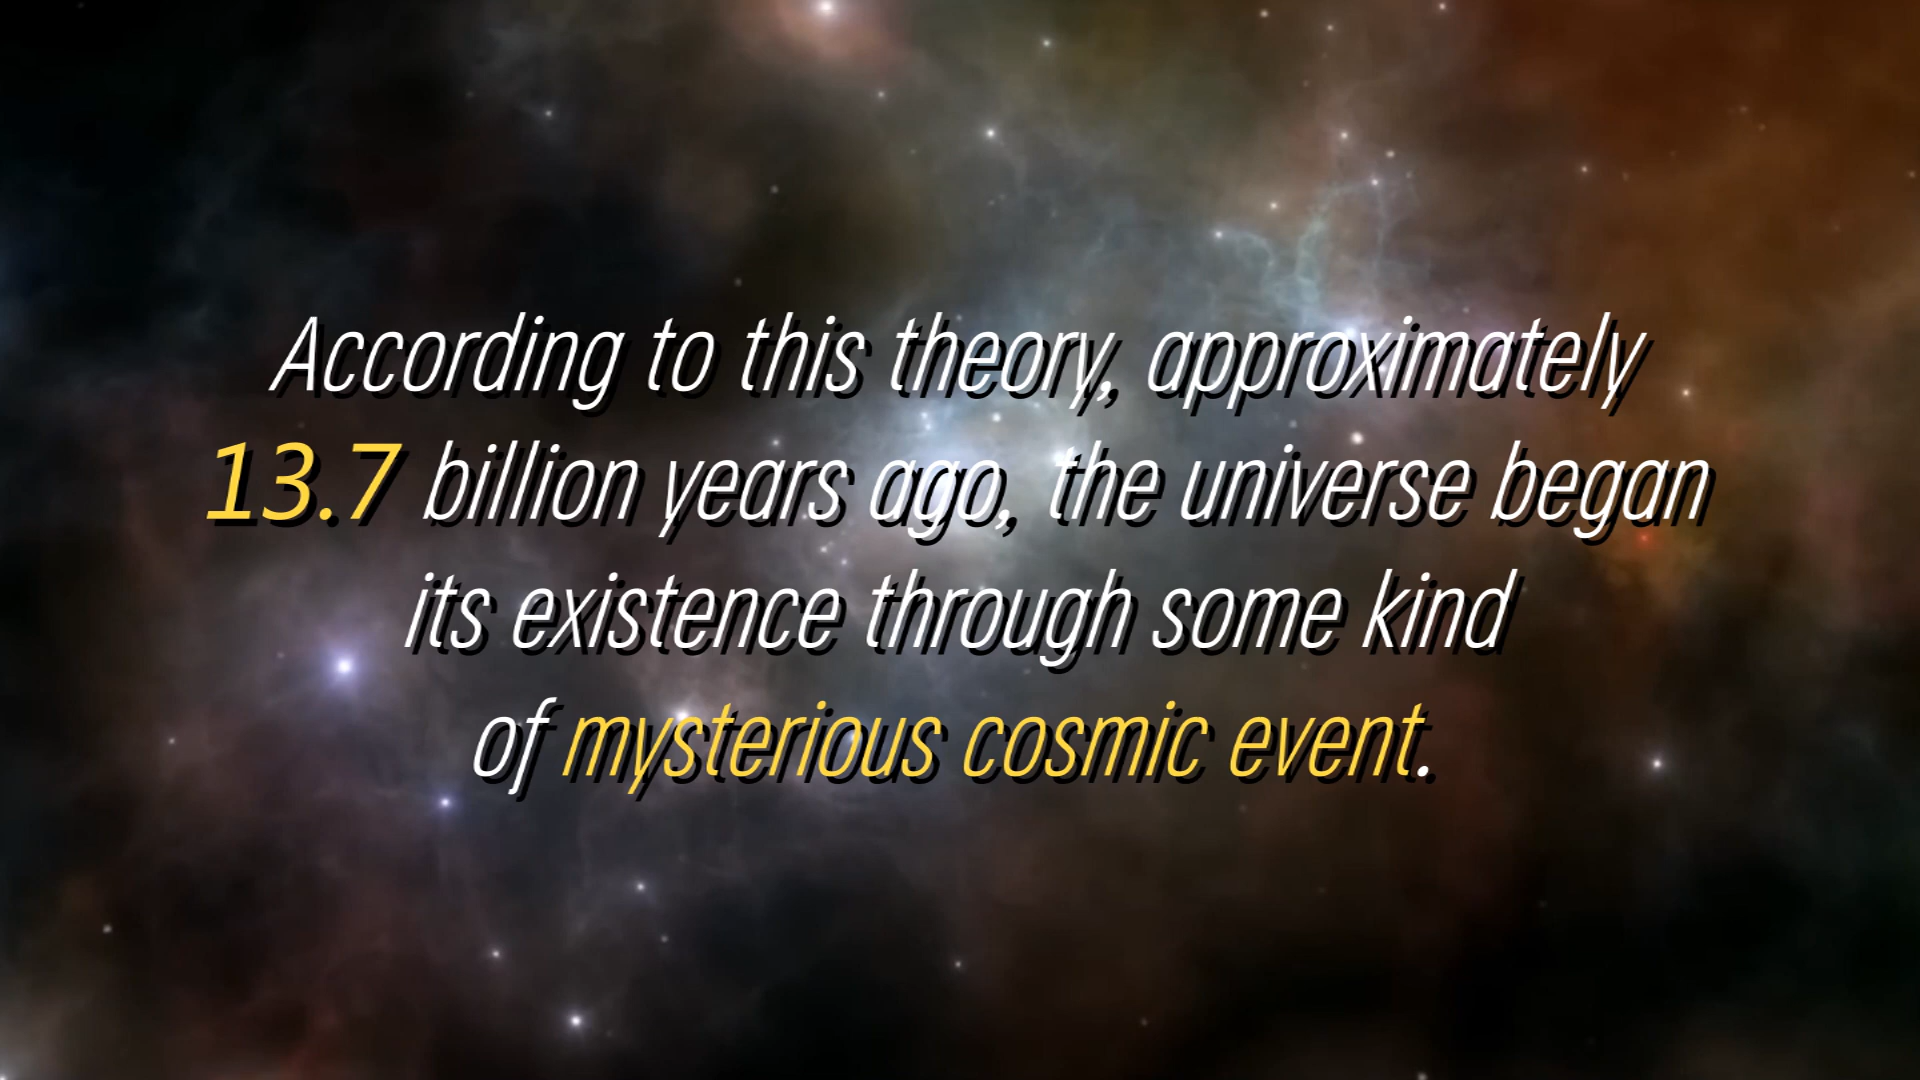 According to this theory, approximately
13.7 billion years ago, the universe began
its existence through some kind
of mysterious cosmic event.